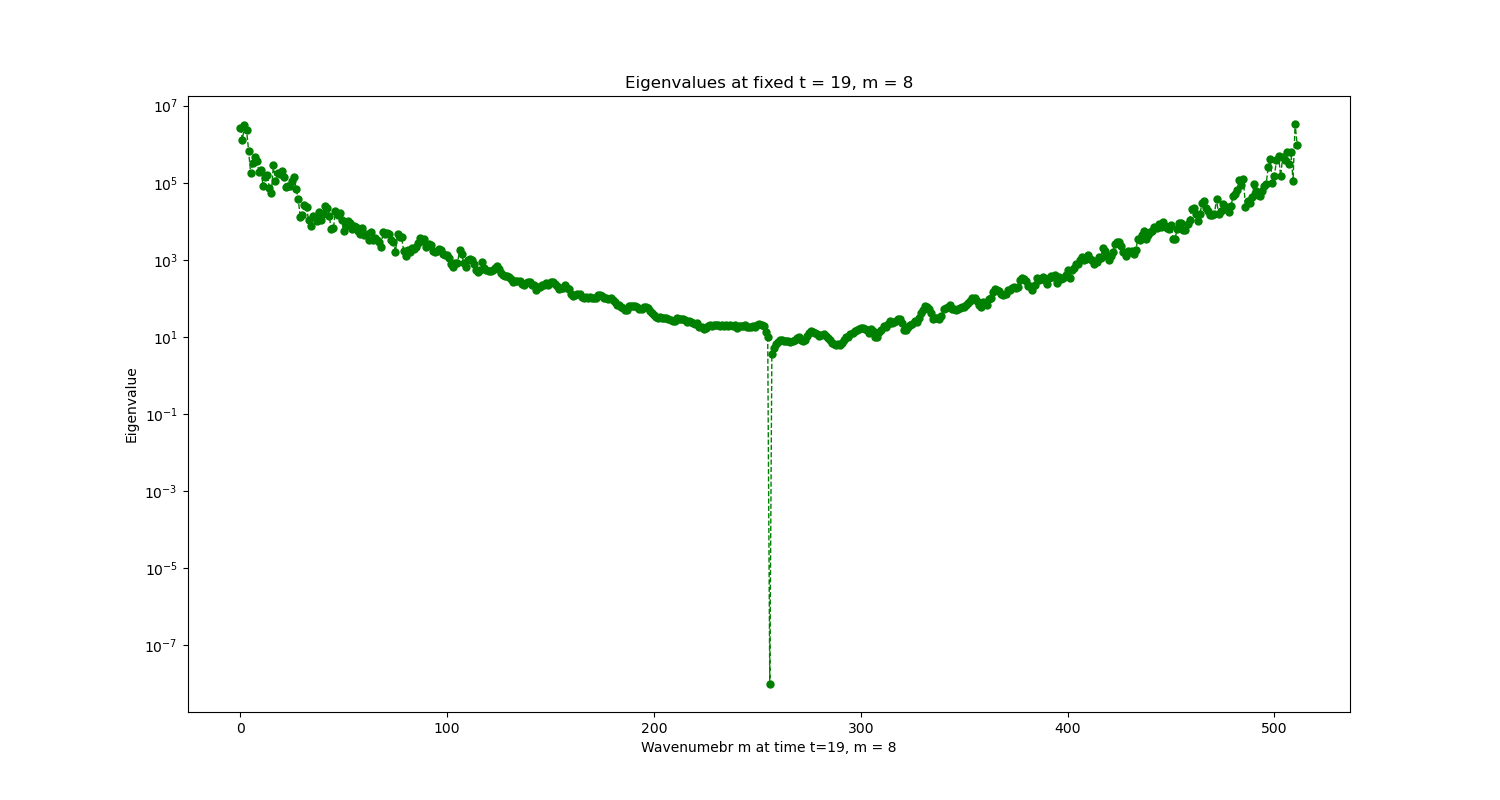 Eigenvalues at fixed t = 19, m = 8
10^7
10^5
10^3
10^1
10^-1
10^-3
10^-5
10^-7
Eigenvalue
0 100 200 300 400 500
Wavenumebr m at time t=19, m = 8